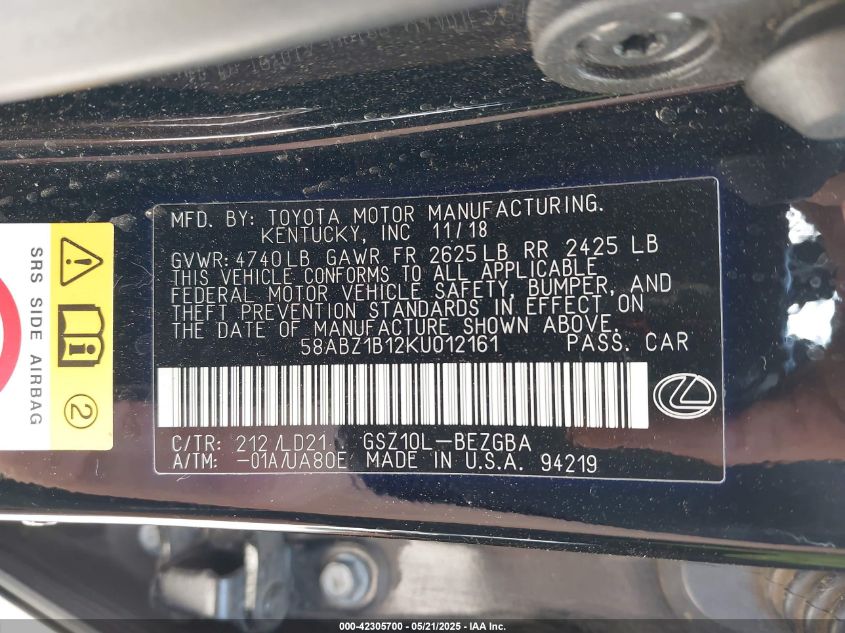 MFD. BY: TOYOTA MOTOR MANUFACTURING.
KENTUCKY, INC 11/18
GVWR: 4740LB GAWR FR 2625LB RR 2425 LB
THIS VEHICLE CONFORMS TO ALL APPLICABLE
FEDERAL MOTOR VEHICLE SAFETY, BUMPER, AND
THEFT PREVENTION STANDARDS IN EFFECT ON
THE DATE OF MANUFACTURE SHOWN ABOVE.
58ABZ1B12KU012161 PASS. CAR
C/TR: 212/LD21 GSZ10L-BEZGBA
A/TM: -01A/UA80E MADE IN U.S.A. 94219
SRS SIDE AIRBAG
2
000-42305700 - 05/21/2025 - IAA Inc.